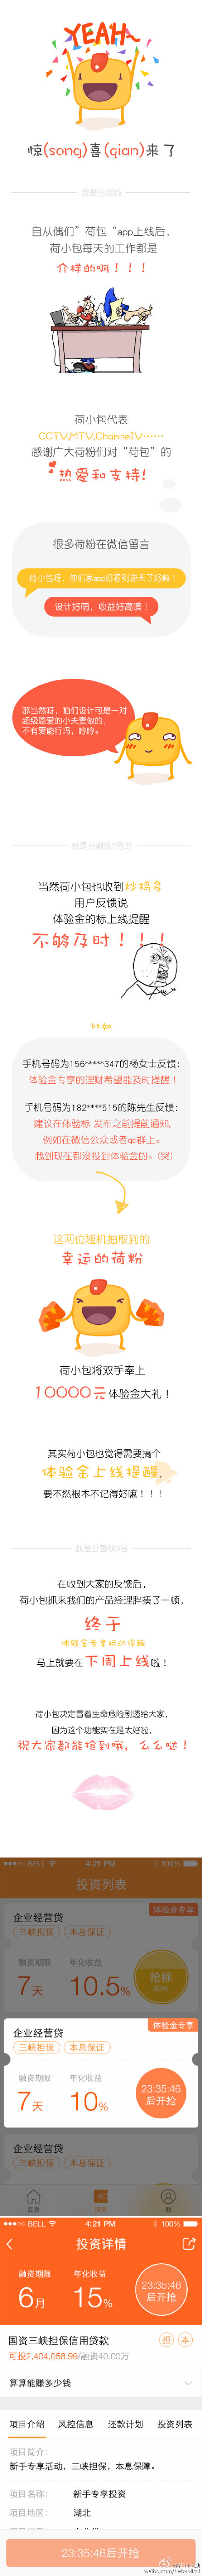 YEAH~
惊(song)喜(qian)来了
我是分割线
自从偶们"荷包"app上线后,
荷小包每天的工作都是
介样的啊!!!
荷小包代表
CCTV,MTV,ChannelV……
感谢广大荷粉们对"荷包"的
热爱和支持!
很多荷粉在微信留言
荷小包呀,你们家app好看到逆天了好嘛!
设计好萌,收益好高噢!
那当然呀,咱们设计可是一对
超级恩爱的小夫妻做的,
不有爱能行吗,哼哼。
我是分割线2号君
当然荷小包也收到炒鸡多
用户反馈说
体验金的标上线提醒
不够及时!!!
比如
手机号码为156*****347的杨女士反馈:
体验金专享的理财希望能及时提醒!
手机号码为182****515的陈先生反馈:
建议在体验标 发布之前提前通知,
例如在微信公众或者qq群上。
我到现在都没投到体验金的。(哭)
这两位随机抽取到的
幸运的荷粉
荷小包将双手奉上
10000元体验金大礼!
其实荷小包也觉得需要搞个
体验金上线提醒,
要不然根本不记得好嘛!!!
我是分割线3号
在收到大家的反馈后,
荷小包抓来我们的产品经理胖揍了一顿,
终于
体验金专享标的提醒
马上就要在下周上线啦!
荷小包决定冒着生命危险剧透给大家,
因为这个功能实在是太好啦,
祝大家都能抢到哦,么么哒!
BELL 4:21 PM 100%
投资列表
体验金专享
企业经营贷
三峡担保 本息保证
融资期限 年化收益
7天 10.5% 抢标 60%
体验金专享
企业经营贷
三峡担保 本息保证
融资期限 年化收益
7天 10% 23:35:46 后开抢
体验金专享
企业经营贷
三峡担保 本息保证
首页 投资 我
BELL 4:21 PM 100%
投资详情
融资期限 年化收益
6月 15% 23:35:46 后开抢
国资三峡担保信用贷款 担 本
可投2,404,058.99/融资40.00万
算算能赚多少钱
项目介绍 风控信息 还款计划 投资列表
项目简介:
新手专享活动,三峡担保,本息保障。
项目名称: 新手专享投资
项目地区: 湖北
23:35:46后开抢